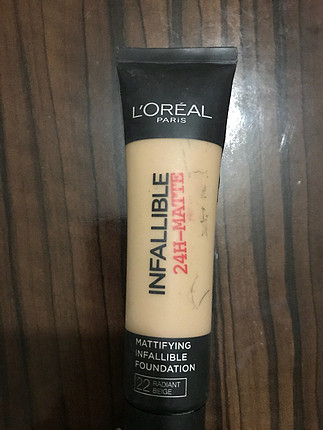 L'ORÉAL
PARIS
INFALLIBLE
24H-MATTE
MATTIFYING
INFALLIBLE
FOUNDATION
22 RADIANT
BEIGE